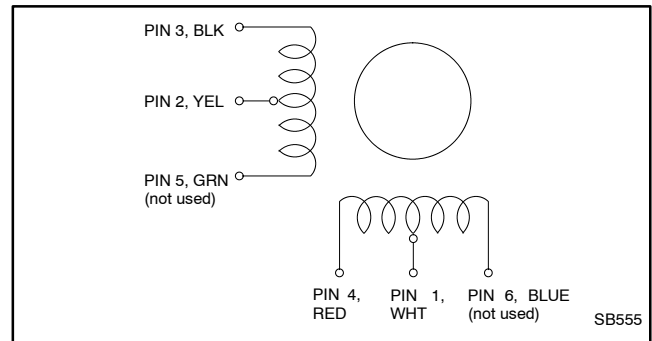 PIN 3, BLK
PIN 2, YEL
PIN 5, GRN
(not used)
PIN 4,
RED
PIN 1,
WHT
PIN 6, BLUE
(not used)
SB555